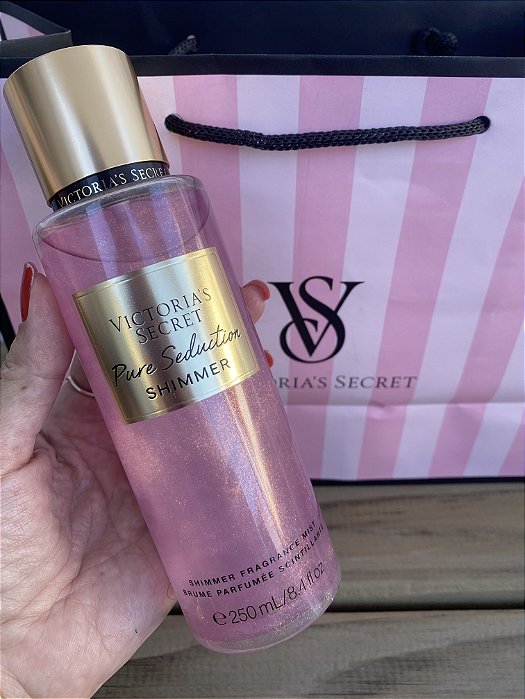 VICTORIA'S SECRET
VICTORIA'S
SECRET
Pure Seduction
SHIMMER
SHIMMER FRAGRANCE MIST
BRUME PARFUMÉE SCINTILLANTE
℮ 250 mL/8.4 fl oz
VS
ORIA'S SECRET